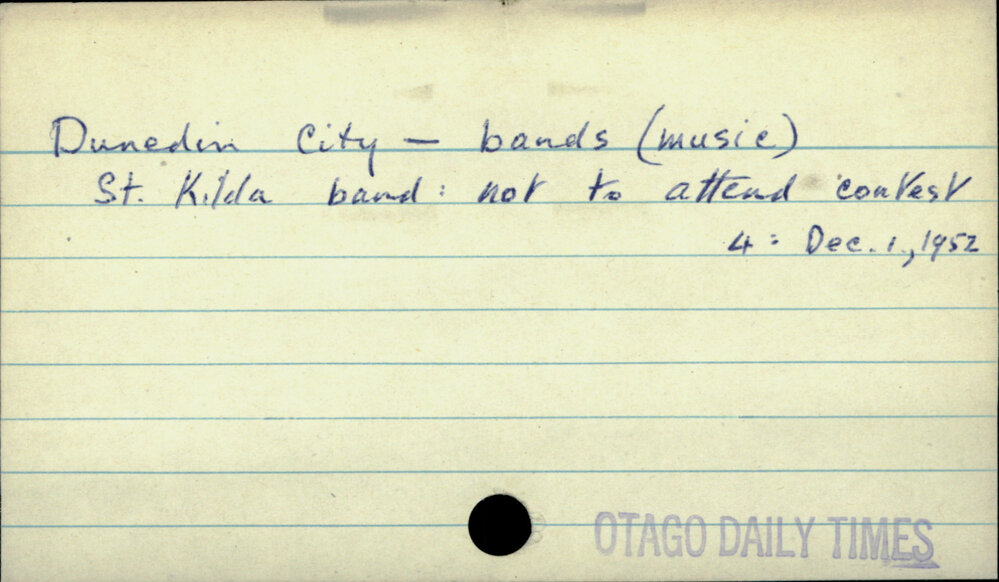 Dunedin City — bands (music)
St. Kilda band: not to attend contest
4: Dec. 1, 1952
OTAGO DAILY TIMES